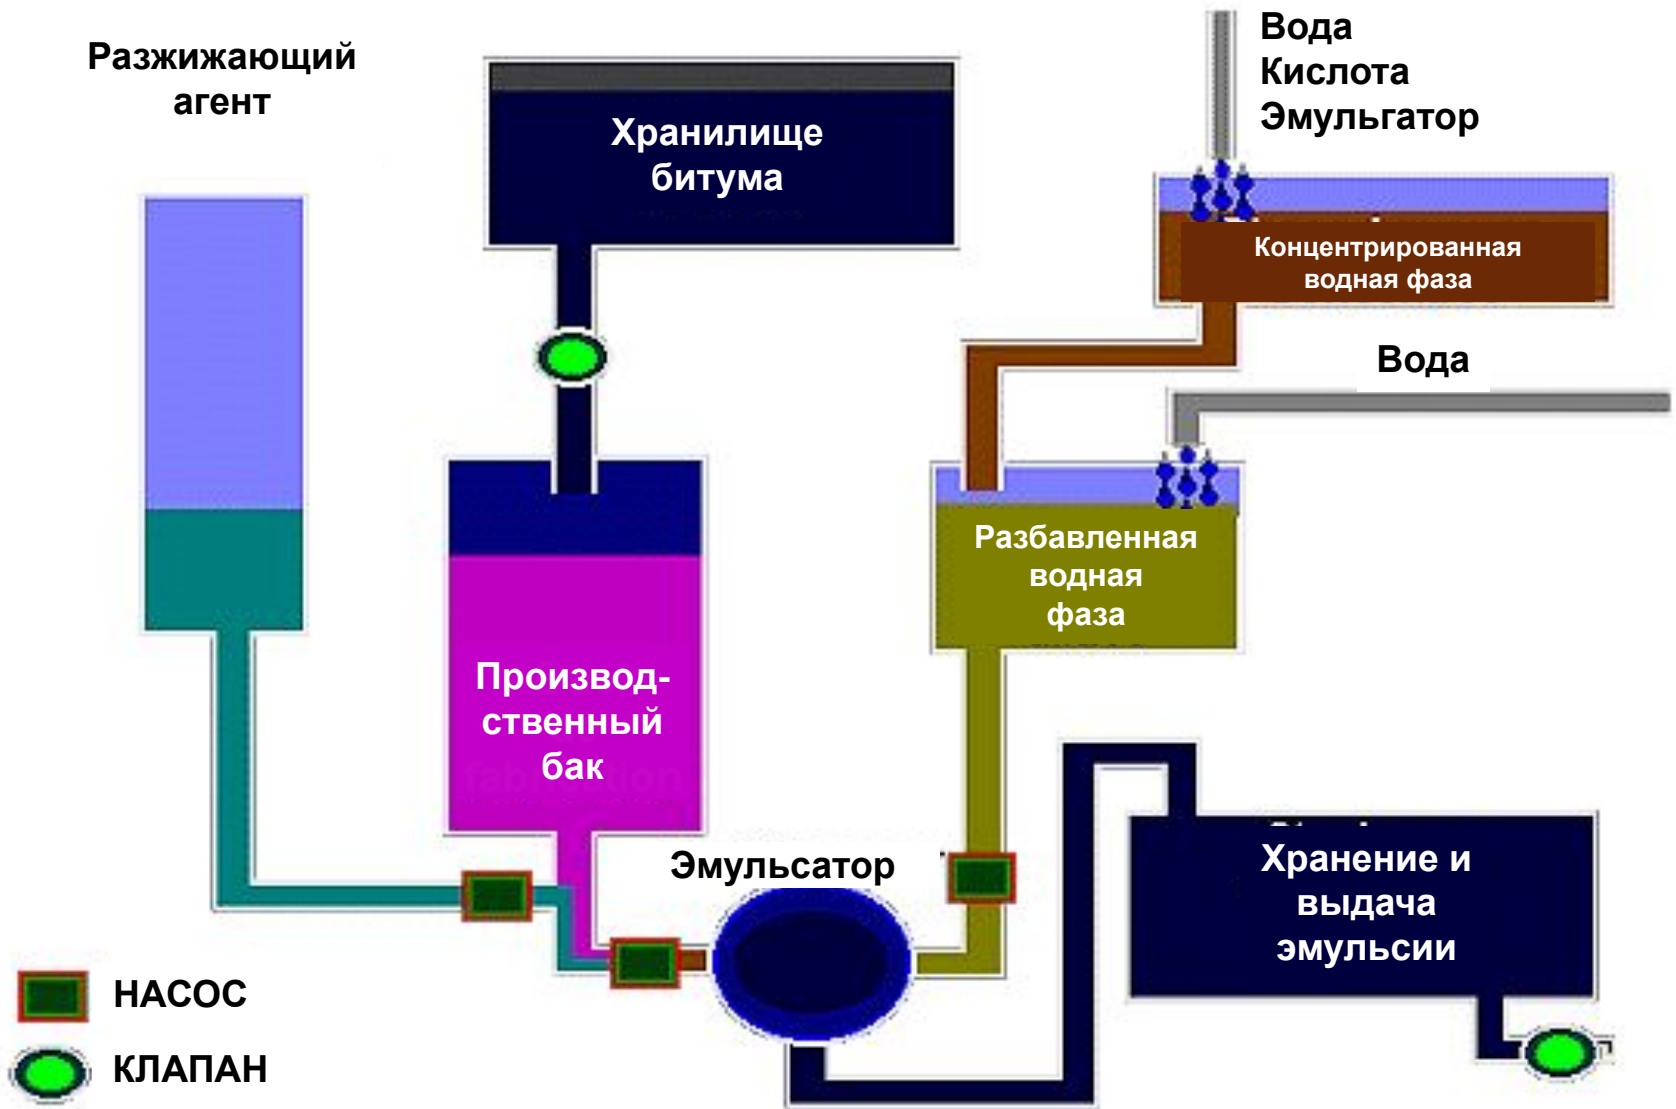 Разжижающий
агент
Хранилище
битума
Вода
Кислота
Эмульгатор
Концентрированная
водная фаза
Вода
Разбавленная
водная
фаза
Производ-
ственный
бак
fabrication
Эмульсатор
Хранение и
выдача
эмульсии
НАСОС
КЛАПАН